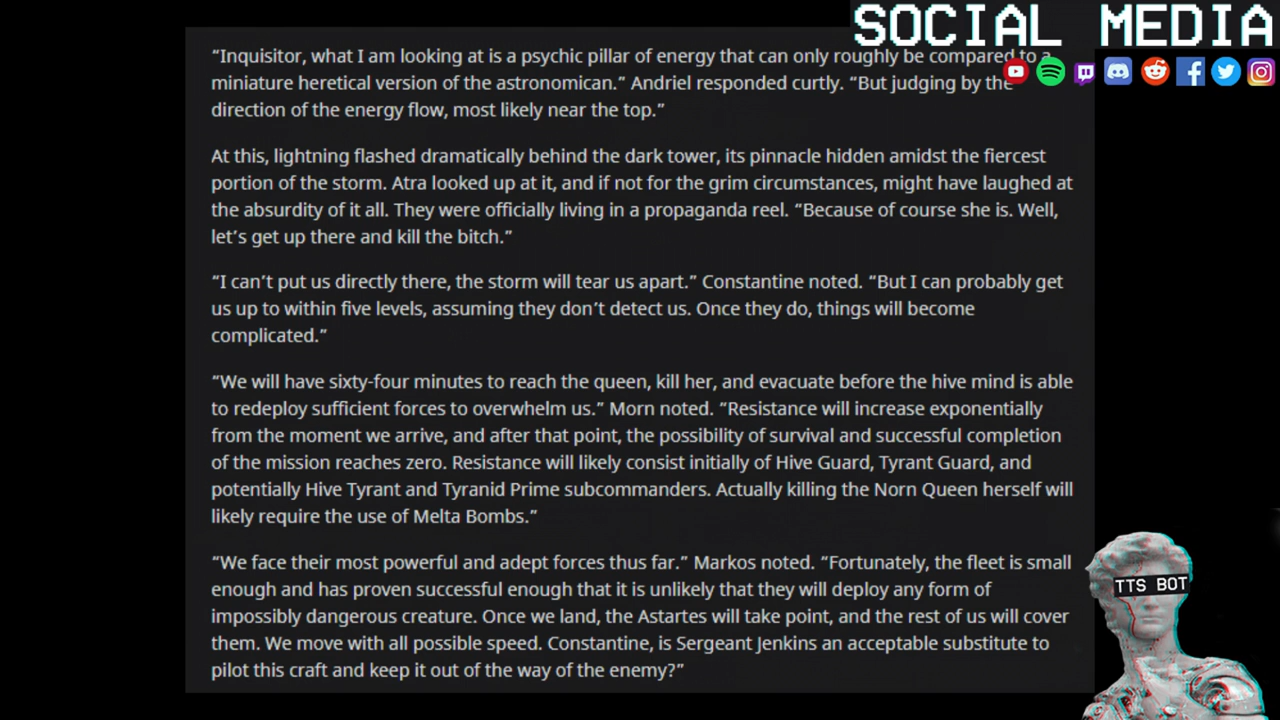 SOCIAL MEDIA
“Inquisitor, what I am looking at is a psychic pillar of energy that can only roughly be compared to a
miniature heretical version of the astronomican.” Andriel responded curtly. “But judging by the
direction of the energy flow, most likely near the top.”
At this, lightning flashed dramatically behind the dark tower, its pinnacle hidden amidst the fiercest
portion of the storm. Atra looked up at it, and if not for the grim circumstances, might have laughed at
the absurdity of it all. They were officially living in a propaganda reel. “Because of course she is. Well,
let’s get up there and kill the bitch.”
“I can’t put us directly there, the storm will tear us apart.” Constantine noted. “But I can probably get
us up to within five levels, assuming they don’t detect us. Once they do, things will become
complicated.”
“We will have sixty-four minutes to reach the queen, kill her, and evacuate before the hive mind is able
to redeploy sufficient forces to overwhelm us.” Morn noted. “Resistance will increase exponentially
from the moment we arrive, and after that point, the possibility of survival and successful completion
of the mission reaches zero. Resistance will likely consist initially of Hive Guard, Tyrant Guard, and
potentially Hive Tyrant and Tyranid Prime subcommanders. Actually killing the Norn Queen herself will
likely require the use of Melta Bombs.”
“We face their most powerful and adept forces thus far.” Markos noted. “Fortunately, the fleet is small
enough and has proven successful enough that it is unlikely that they will deploy any form of
impossibly dangerous creature. Once we land, the Astartes will take point, and the rest of us will cover
them. We move with all possible speed. Constantine, is Sergeant Jenkins an acceptable substitute to
pilot this craft and keep it out of the way of the enemy?”
TTS BOT